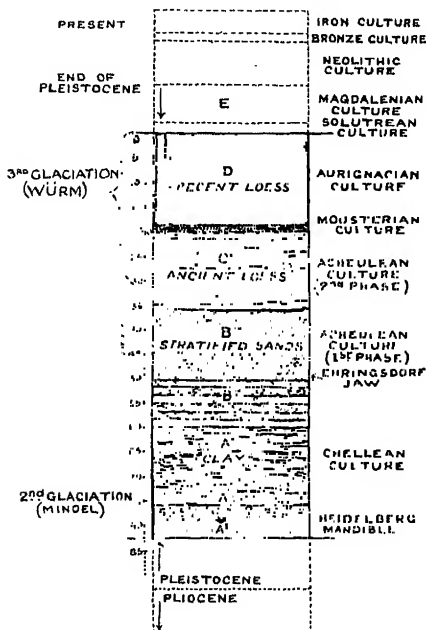 PRESENT
IRON CULTURE
BRONZE CULTURE
NEOLITHIC
CULTURE
END OF
PLEISTOCENE
E
MAGDALENIAN
CULTURE
SOLUTREAN
CULTURE
3RD GLACIATION
(WÜRM)
D
RECENT LOESS
AURIGNACIAN
CULTURE
MOUSTERIAN
CULTURE
C
ANCIENT LOESS
ACHEULEAN
CULTURE
(2ND PHASE)
B
STRATIFIED SANDS
ACHEULEAN
CULTURE
(1ST PHASE)
EHRINGSDORF
JAW
B
A
CLAY
CHELLEAN
CULTURE
2nd GLACIATION
(MINDEL)
A
A
HEIDELBERG
MANDIBLE
PLEISTOCENE
PLIOCENE